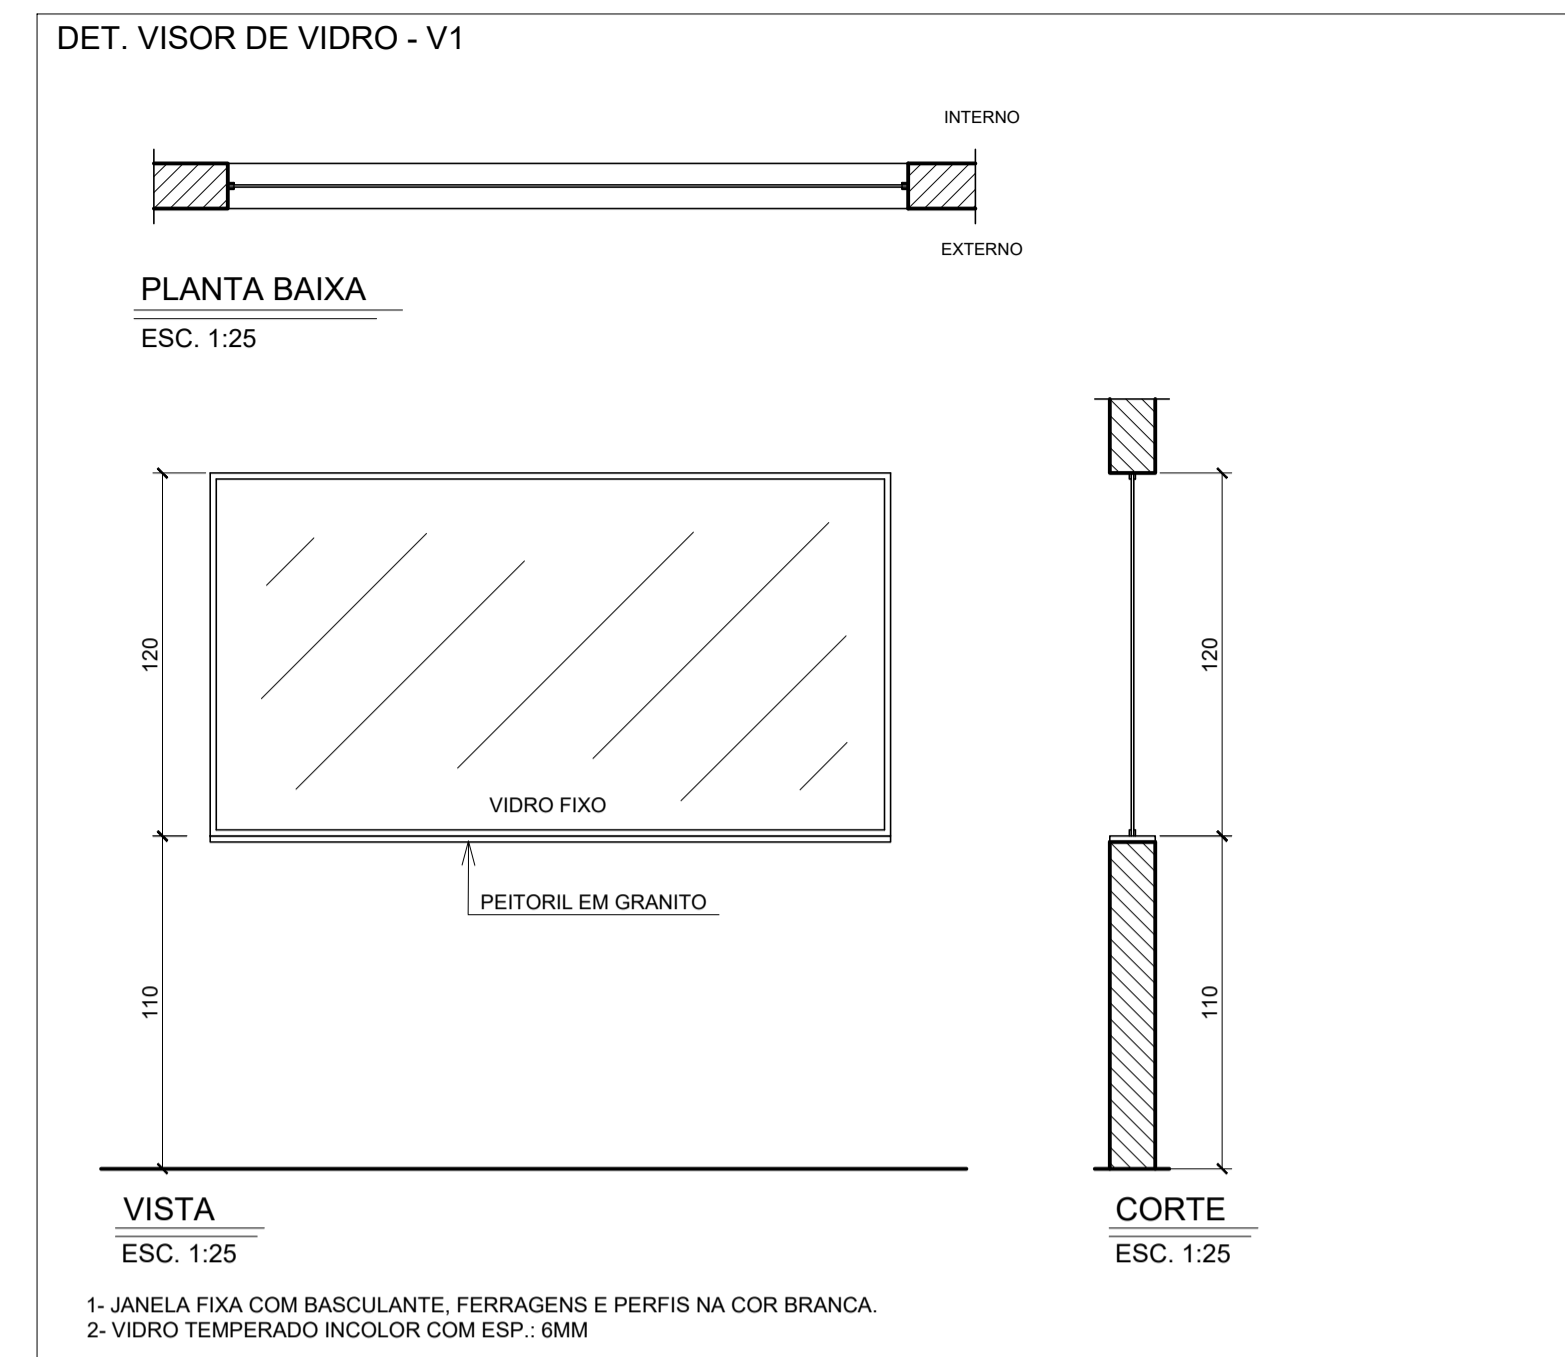 DET. VISOR DE VIDRO - V1
INTERNO
EXTERNO
PLANTA BAIXA
ESC. 1:25
120
120
VIDRO FIXO
PEITORIL EM GRANITO
110
110
VISTA
ESC. 1:25
CORTE
ESC. 1:25
1- JANELA FIXA COM BASCULANTE, FERRAGENS E PERFIS NA COR BRANCA.
2- VIDRO TEMPERADO INCOLOR COM ESP.: 6MM